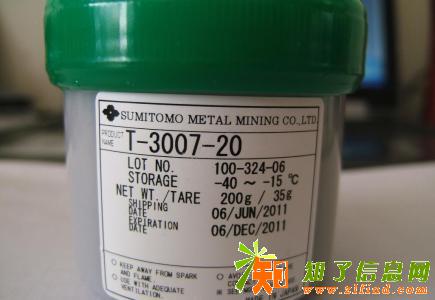 SUMITOMO METAL MINING CO.,LTD.
PRODUCT NAME T-3007-20
LOT NO. 100-324-06
STORAGE -40 ~ -15 ℃
NET WT./TARE 200g / 35g
SHIPPING DATE 06/JUN/2011
EXPIRATION DATE 06/DEC/2011
KEEP AWAY FROM SPARK AND FLAME
USE WITH ADEQUATE VENTILATION
知了信息网
www.zlfind.com